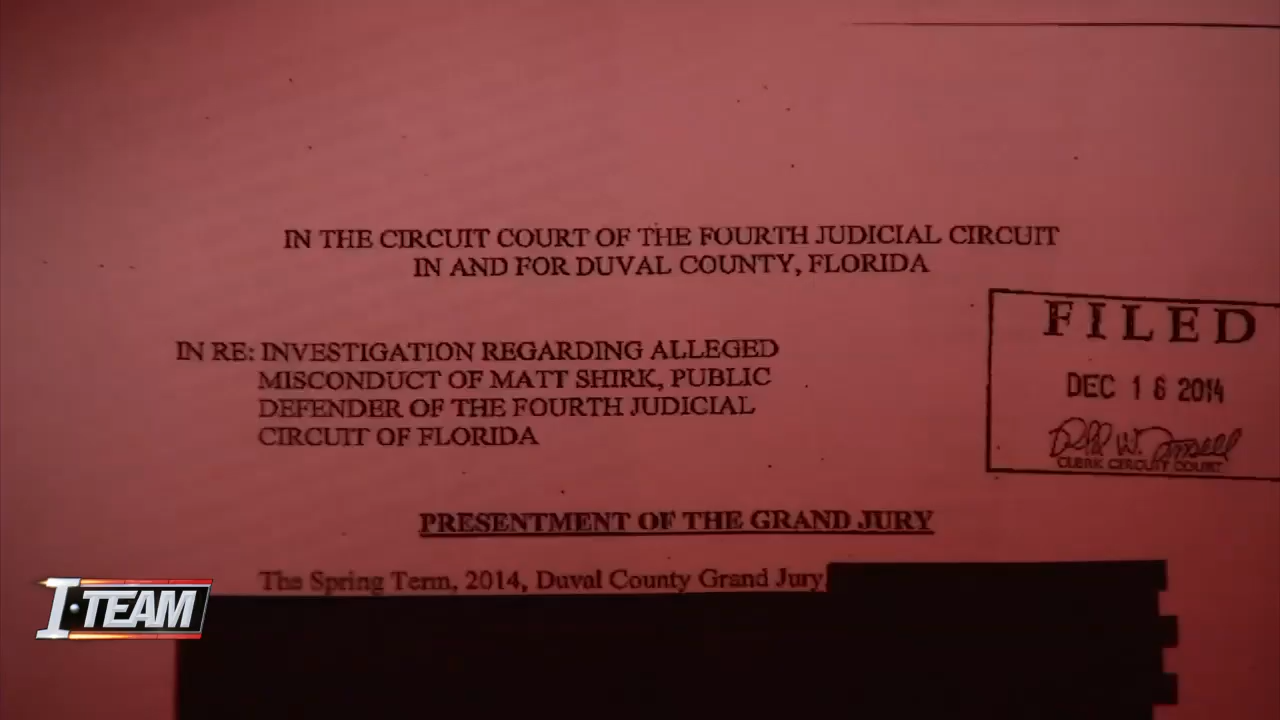 IN THE CIRCUIT COURT OF THE FOURTH JUDICIAL CIRCUIT
IN AND FOR DUVAL COUNTY, FLORIDA
FILED
DEC 16 2014
CLERK CIRCUIT COURT
IN RE: INVESTIGATION REGARDING ALLEGED
MISCONDUCT OF MATT SHIRK, PUBLIC
DEFENDER OF THE FOURTH JUDICIAL
CIRCUIT OF FLORIDA
PRESENTMENT OF THE GRAND JURY
The Spring Term, 2014, Duval County Grand Jury
I·TEAM